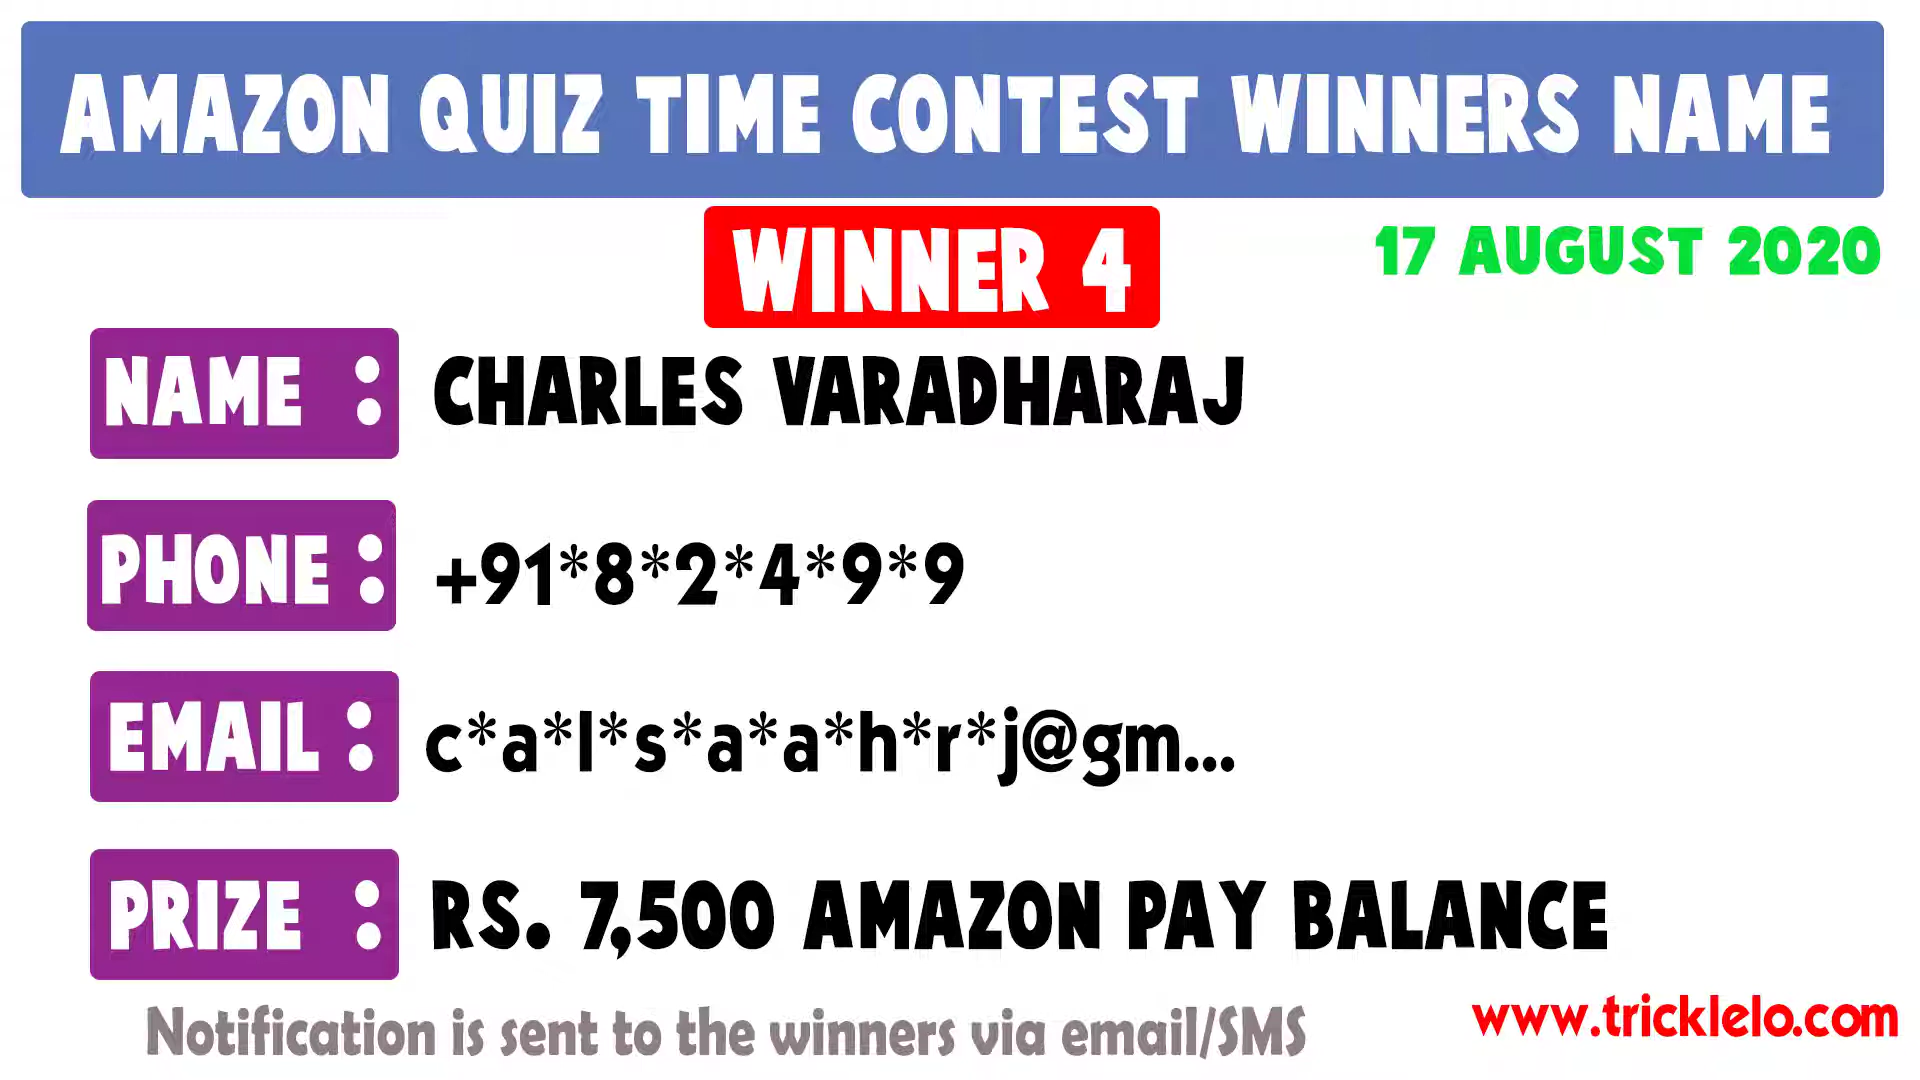 AMAZON QUIZ TIME CONTEST WINNERS NAME
WINNER 4
17 AUGUST 2020
NAME : CHARLES VARADHARAJ
PHONE : +91*8*2*4*9*9
EMAIL : c*a*l*s*a*a*h*r*j@gm...
PRIZE : RS. 7,500 AMAZON PAY BALANCE
Notification is sent to the winners via email/SMS
www.tricklelo.com